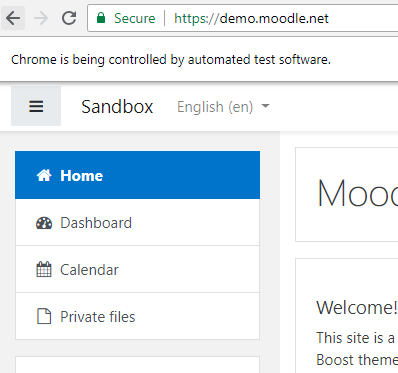 Secure https://demo.moodle.net
Chrome is being controlled by automated test software.
Sandbox English (en)
Home
Dashboard
Calendar
Private files
Welcome!
This site is a
Boost theme